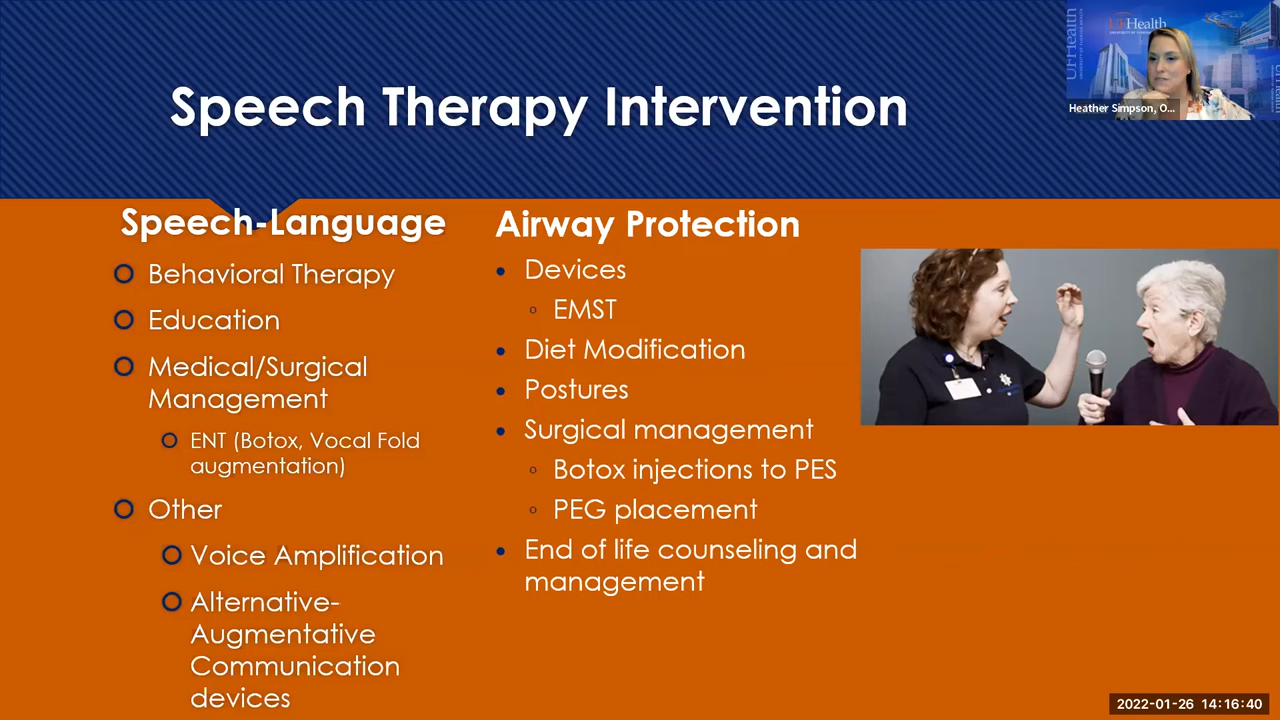 Speech Therapy Intervention
UFHealth
UFHealth
Heather Simpson, O...
Speech-Language
Behavioral Therapy
Education
Medical/Surgical
Management
ENT (Botox, Vocal Fold
augmentation)
Other
Voice Amplification
Alternative-
Augmentative
Communication
devices
Airway Protection
Devices
EMST
Diet Modification
Postures
Surgical management
Botox injections to PES
PEG placement
End of life counseling and
management
2022-01-26 14:16:40